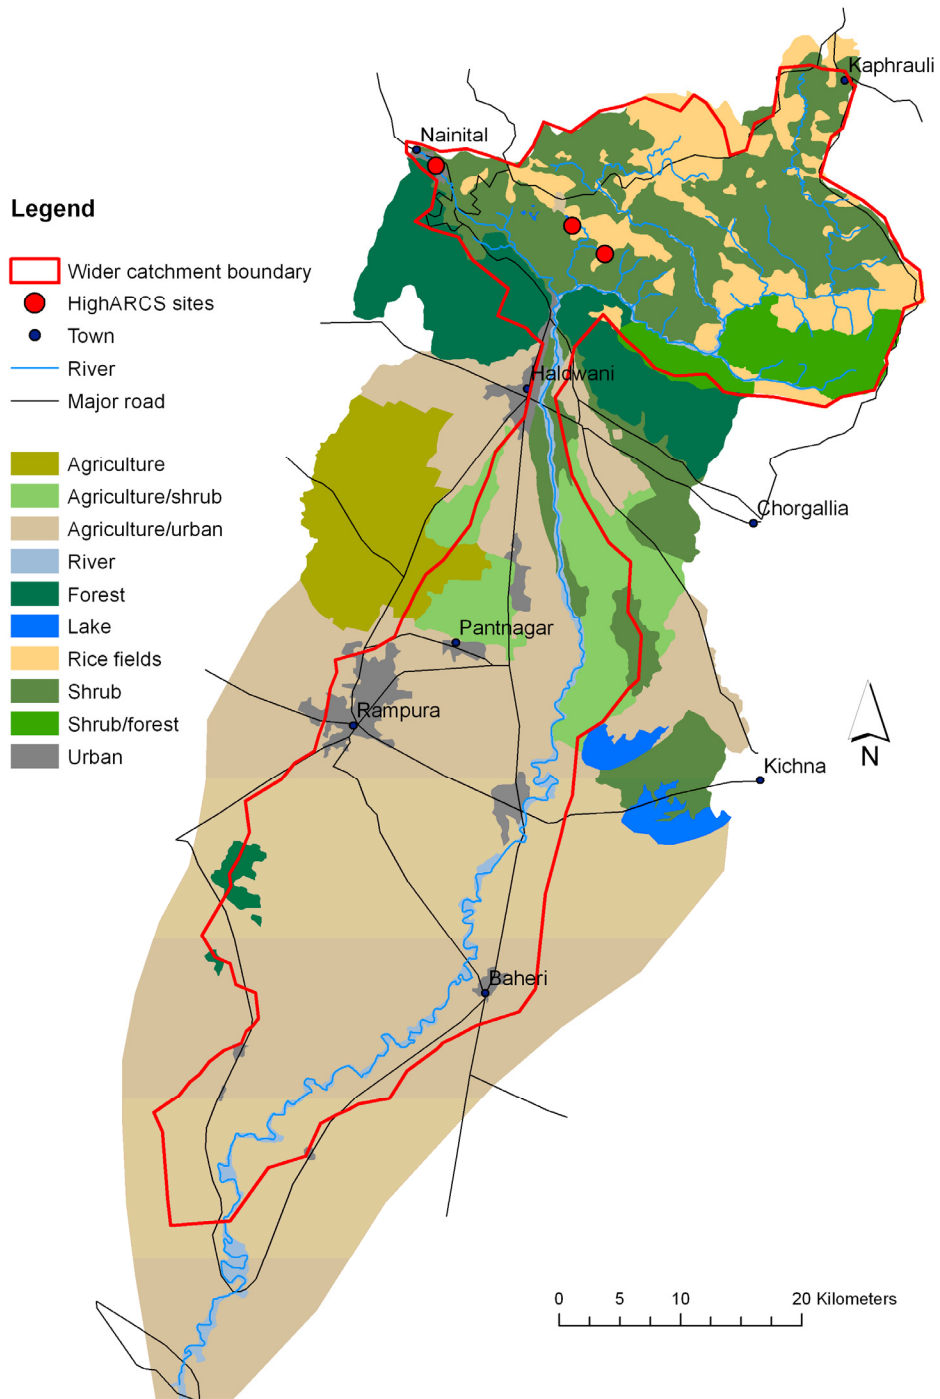 Kaphrauli
Nainital
Legend
Wider catchment boundary
HighARCS sites
Town
River
Major road
Haldwani
Agriculture
Agriculture/shrub
Agriculture/urban
River
Forest
Lake
Rice fields
Shrub
Shrub/forest
Urban
Chorgallia
Pantnagar
Rampura
N
Kichna
Baheri
0 5 10 20 Kilometers